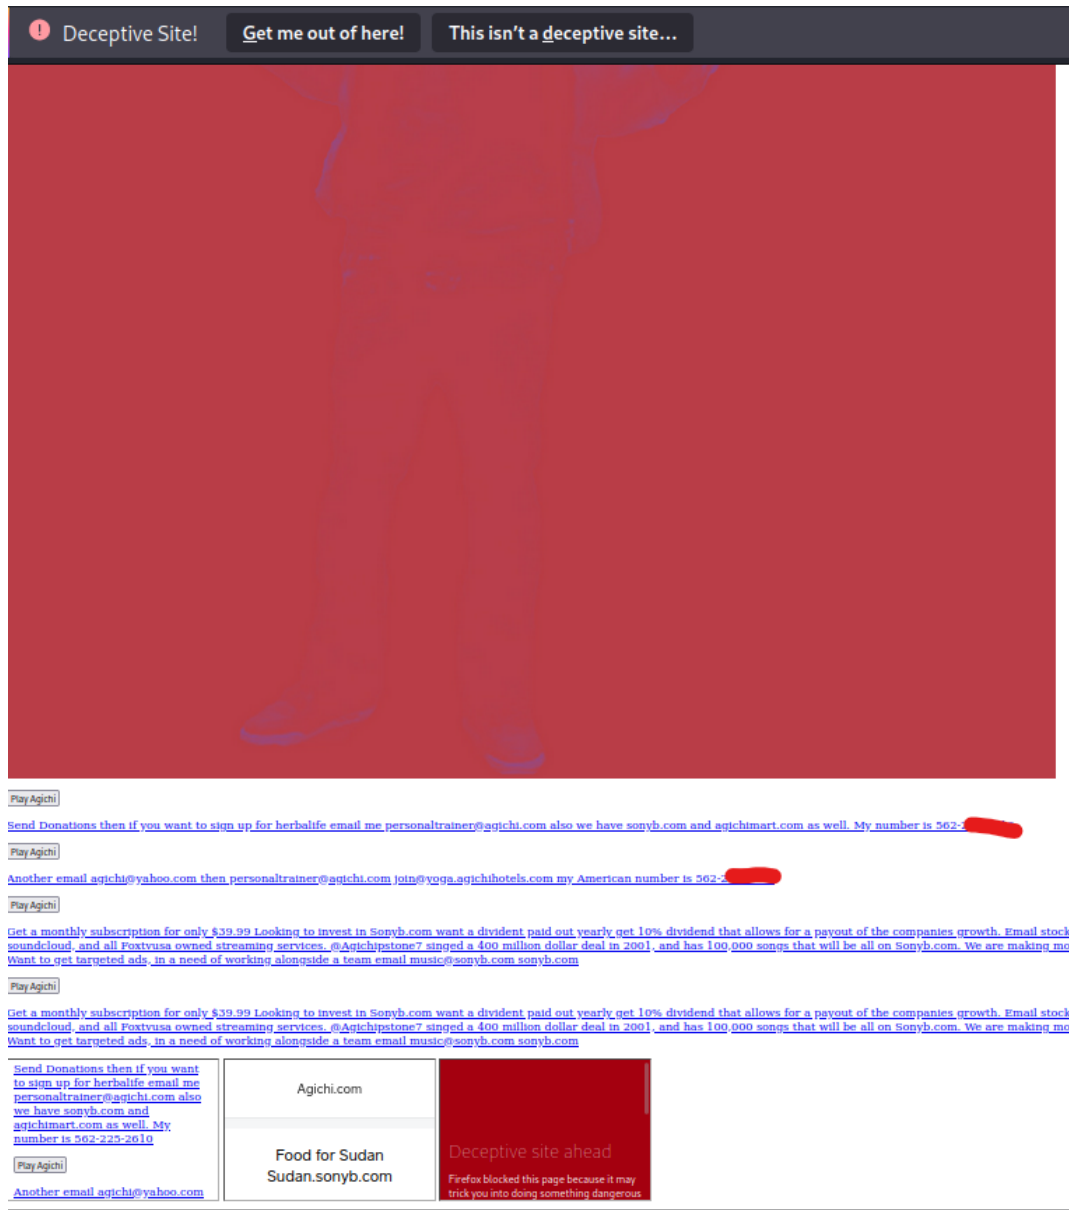 Deceptive Site!
Get me out of here!
This isn't a deceptive site...
Play Agichi
Send Donations then if you want to sign up for herbalife email me personaltrainer@agichi.com also we have sonyb.com and agichimart.com as well. My number is 562-
Play Agichi
Another email agichi@yahoo.com then personaltrainer@agichi.com join@yoga.agichihotels.com my American number is 562-2
Play Agichi
Get a monthly subscription for only $39.99 Looking to invest in Sonyb.com want a divident paid out yearly get 10% dividend that allows for a payout of the companies growth. Email stock
soundcloud, and all Foxtvusa owned streaming services. @Agichipstone7 singed a 400 million dollar deal in 2001, and has 100,000 songs that will be all on Sonyb.com. We are making mo
Want to get targeted ads, in a need of working alongside a team email music@sonyb.com sonyb.com
Play Agichi
Get a monthly subscription for only $39.99 Looking to invest in Sonyb.com want a divident paid out yearly get 10% dividend that allows for a payout of the companies growth. Email stock
soundcloud, and all Foxtvusa owned streaming services. @Agichipstone7 singed a 400 million dollar deal in 2001, and has 100,000 songs that will be all on Sonyb.com. We are making mo
Want to get targeted ads, in a need of working alongside a team email music@sonyb.com sonyb.com
Send Donations then if you want
to sign up for herbalife email me
personaltrainer@agichi.com also
we have sonyb.com and
agichimart.com as well. My
number is 562-225-2610
Play Agichi
Another email agichi@yahoo.com
Agichi.com
Food for Sudan
Sudan.sonyb.com
Deceptive site ahead
Firefox blocked this page because it may
trick you into doing something dangerous